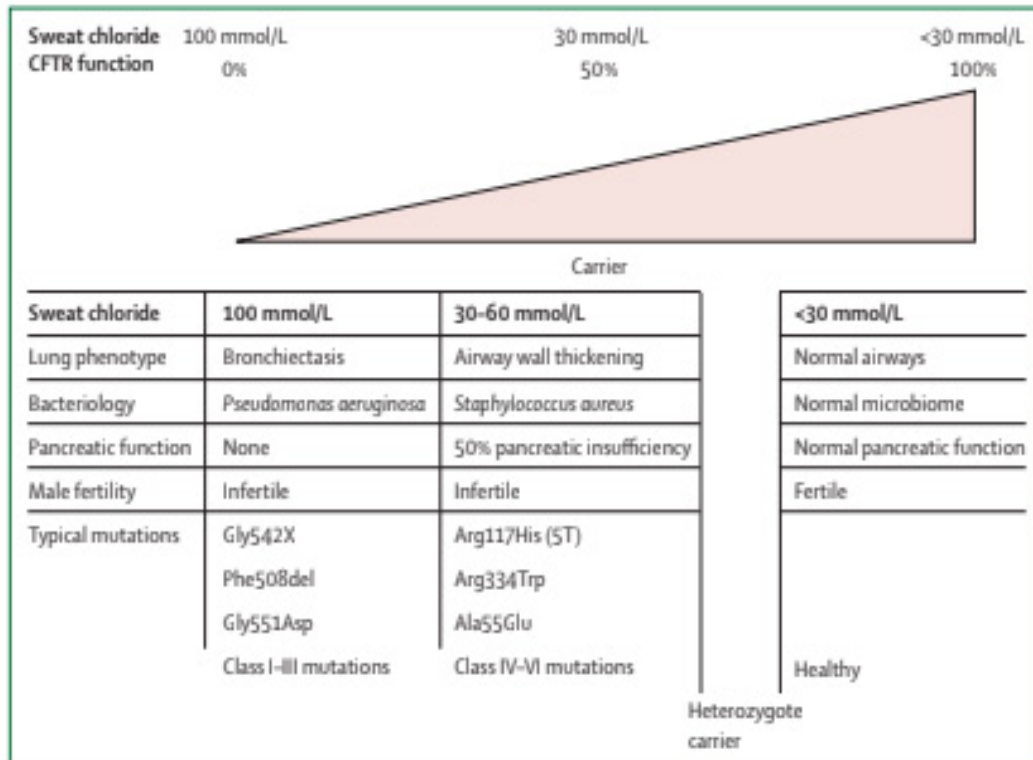 Sweat chloride 100 mmol/L 30 mmol/L <30 mmol/L
CFTR function 0% 50% 100%
Carrier
Sweat chloride 100 mmol/L 30-60 mmol/L <30 mmol/L
Lung phenotype Bronchiectasis Airway wall thickening Normal airways
Bacteriology Pseudomonas aeruginosa Staphylococcus aureus Normal microbiome
Pancreatic function None 50% pancreatic insufficiency Normal pancreatic function
Male fertility Infertile Infertile Fertile
Typical mutations Gly542X Arg117His (5T)
Phe508del Arg334Trp
Gly551Asp Ala55Glu
Class I-III mutations Class IV-VI mutations Healthy
Heterozygote
carrier